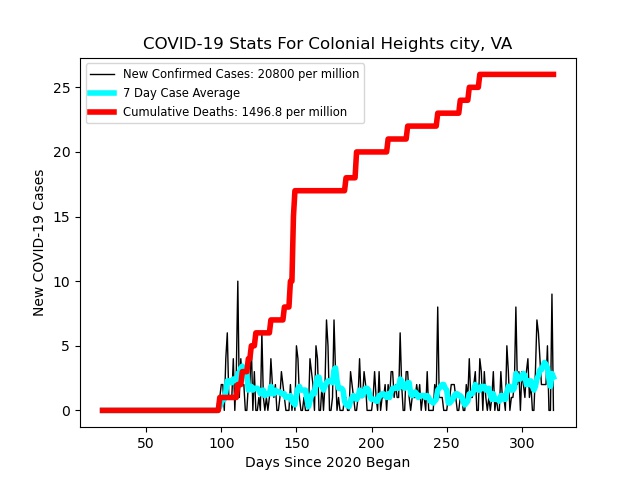 COVID-19 Stats For Colonial Heights city, VA
New Confirmed Cases: 20800 per million
7 Day Case Average
Cumulative Deaths: 1496.8 per million
New COVID-19 Cases
25
20
15
10
5
0
50 100 150 200 250 300
Days Since 2020 Began